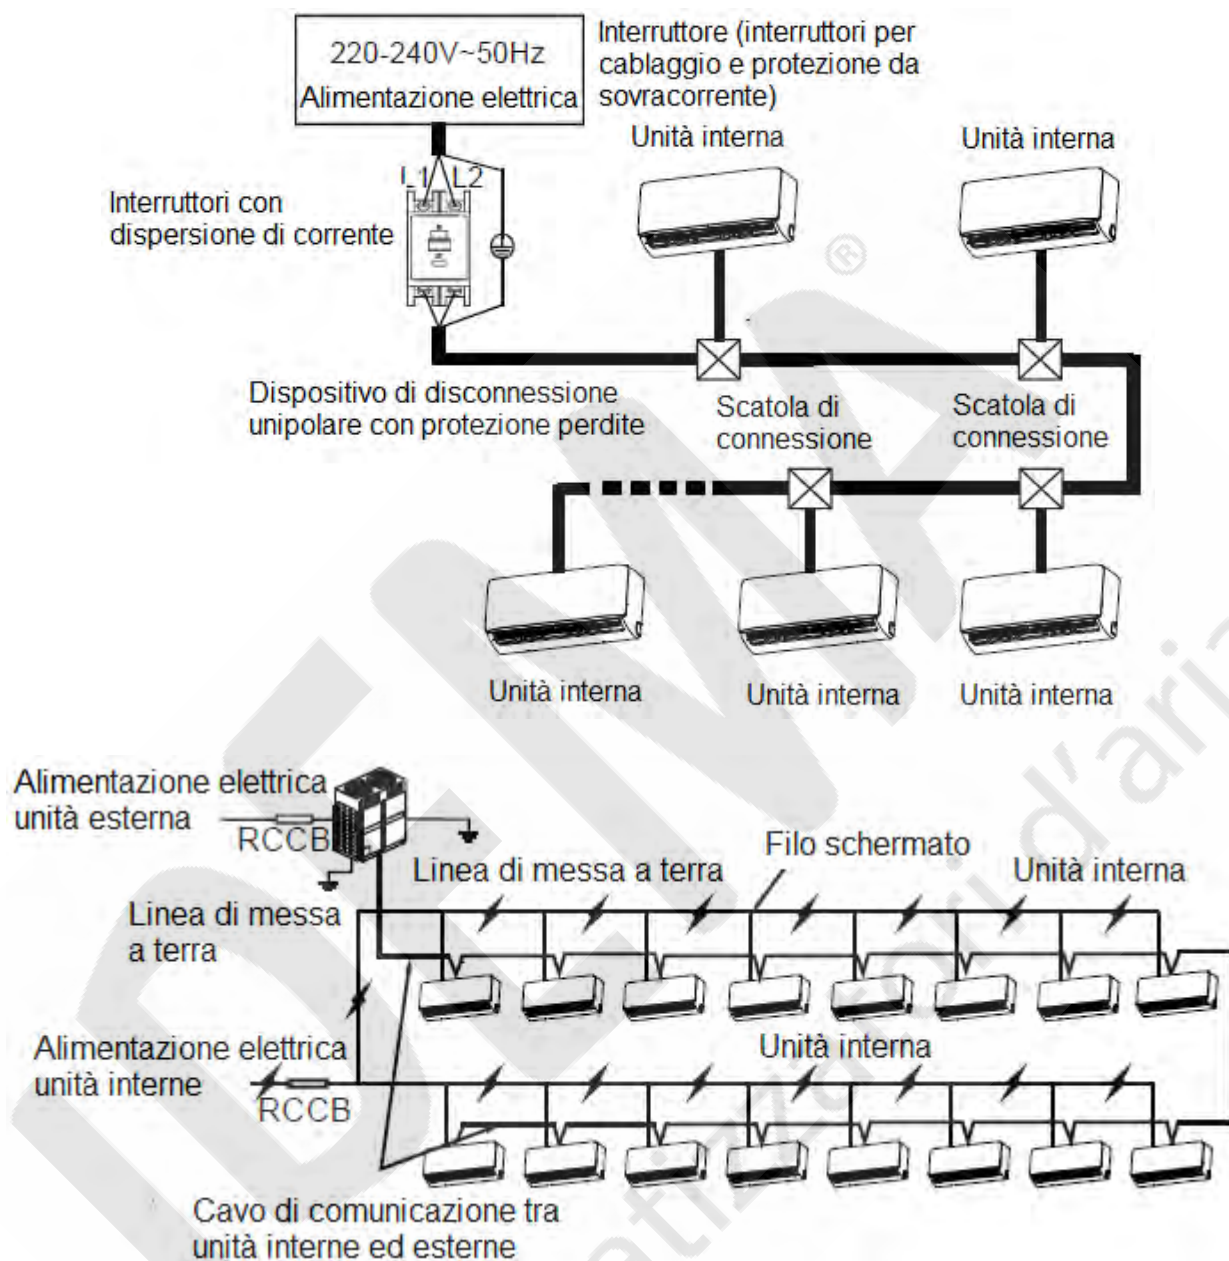 220-240V~50Hz
Alimentazione elettrica
Interruttore (interruttori per
cablaggio e protezione da
sovracorrente)
Unità interna
Unità interna
L1 L2
Interruttori con
dispersione di corrente
®
Dispositivo di disconnessione
unipolare con protezione perdite
Scatola di
connessione
Scatola di
connessione
Unità interna
Unità interna
Unità interna
Alimentazione elettrica
unità esterna
RCCB
Linea di messa a terra
Filo schermato
Unità interna
Linea di messa
a terra
Alimentazione elettrica
unità interne
RCCB
Unità interna
Cavo di comunicazione tra
unità interne ed esterne
IDEMA
d'aria